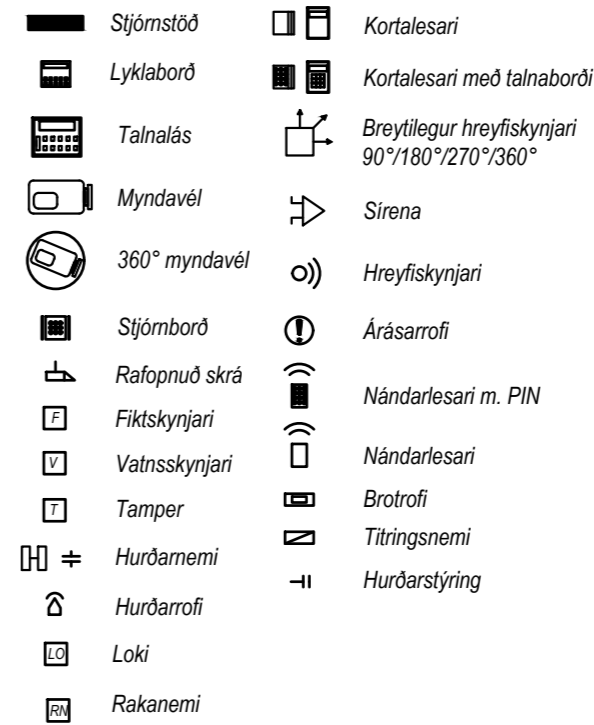 Stjórnstöð
Lyklaborð
Talnalás
Myndavél
360° myndavél
Stjórnborð
Rafopnuð skrá
F Fiktskynjari
V Vatnsskynjari
T Tamper
Hurðarnemi
Hurðarrofi
LO Loki
RN Rakanemi
Kortalesari
Kortalesari með talnaborði
Breytilegur hreyfiskynjari
90°/180°/270°/360°
Sírena
Hreyfiskynjari
Árásarrofi
Nándarlesari m. PIN
Nándarlesari
Brotrofi
Titringsnemi
Hurðarstýring